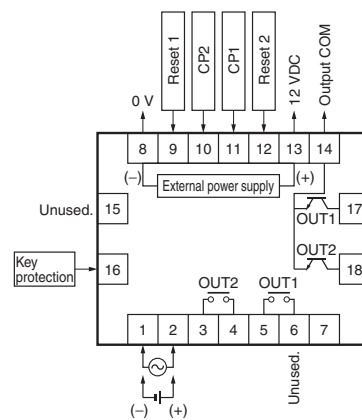 Reset 1
CP2
CP1
Reset 2
12 VDC
Output COM
0 V
8 9 10 11 12 13 14
(−) External power supply (+)
Unused. 15
17
OUT1
Key protection
16
OUT2
18
OUT2 OUT1
1 2 3 4 5 6 7
Unused.
(−) (+)